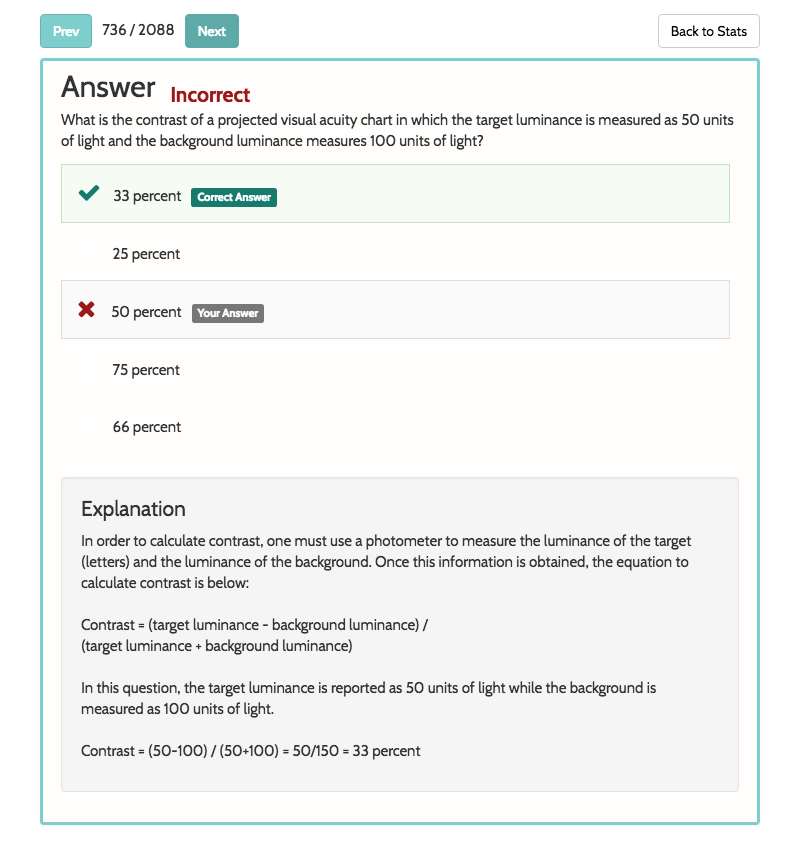 Prev 736 / 2088 Next Back to Stats
Answer Incorrect
What is the contrast of a projected visual acuity chart in which the target luminance is measured as 50 units
of light and the background luminance measures 100 units of light?
33 percent Correct Answer
25 percent
50 percent Your Answer
75 percent
66 percent
Explanation
In order to calculate contrast, one must use a photometer to measure the luminance of the target
(letters) and the luminance of the background. Once this information is obtained, the equation to
calculate contrast is below:
Contrast = (target luminance - background luminance) /
(target luminance + background luminance)
In this question, the target luminance is reported as 50 units of light while the background is
measured as 100 units of light.
Contrast = (50-100) / (50+100) = 50/150 = 33 percent